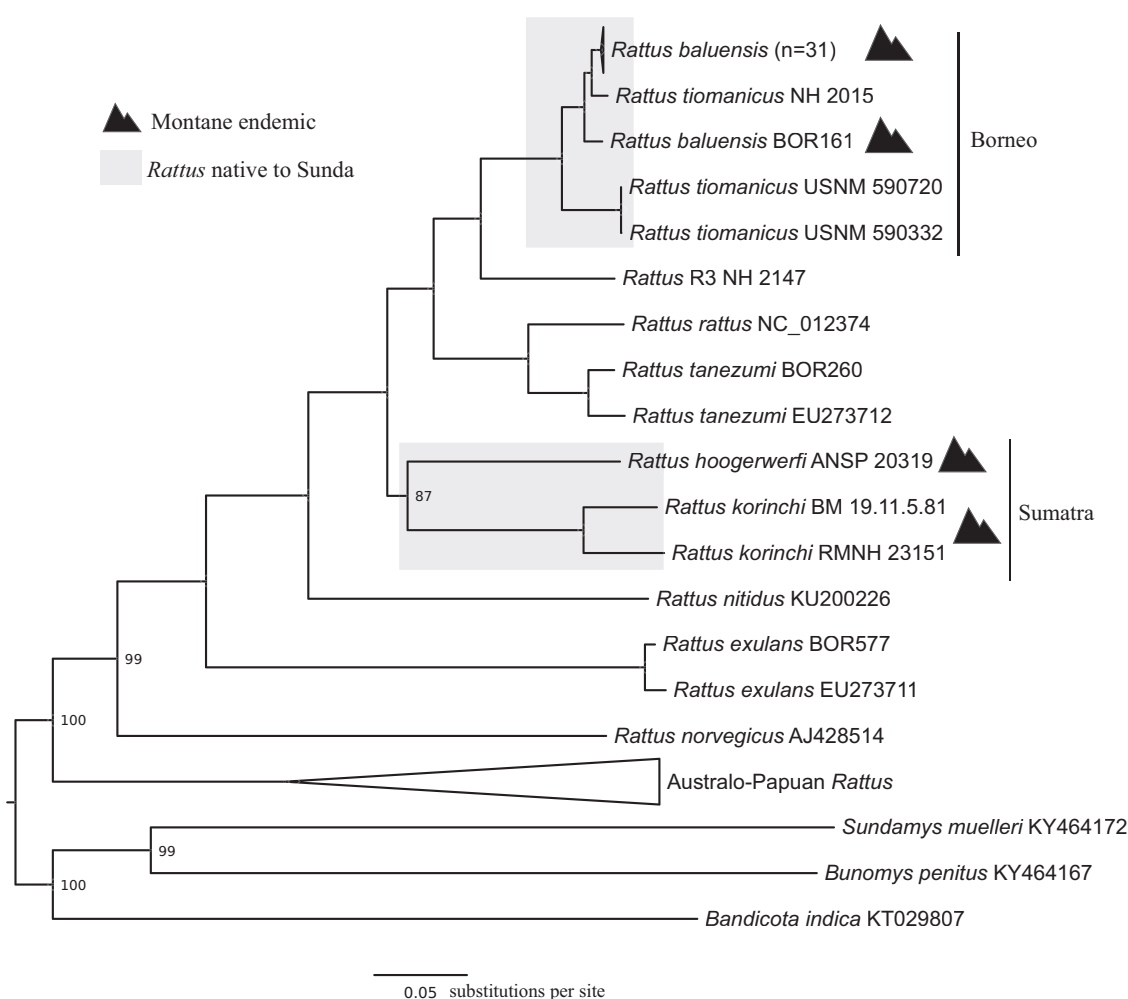 Rattus baluensis (n=31)
Rattus tiomanicus NH 2015
Montane endemic
Rattus baluensis BOR161
Borneo
Rattus native to Sunda
Rattus tiomanicus USNM 590720
Rattus tiomanicus USNM 590332
Rattus R3 NH 2147
Rattus rattus NC_012374
Rattus tanezumi BOR260
Rattus tanezumi EU273712
Rattus hoogerwerfi ANSP 20319
87
Rattus korinchi BM 19.11.5.81
Sumatra
Rattus korinchi RMNH 23151
Rattus nitidus KU200226
Rattus exulans BOR577
99
Rattus exulans EU273711
100
Rattus norvegicus AJ428514
Australo-Papuan Rattus
Sundamys muelleri KY464172
99
Bunomys penitus KY464167
100
Bandicota indica KT029807
0.05 substitutions per site